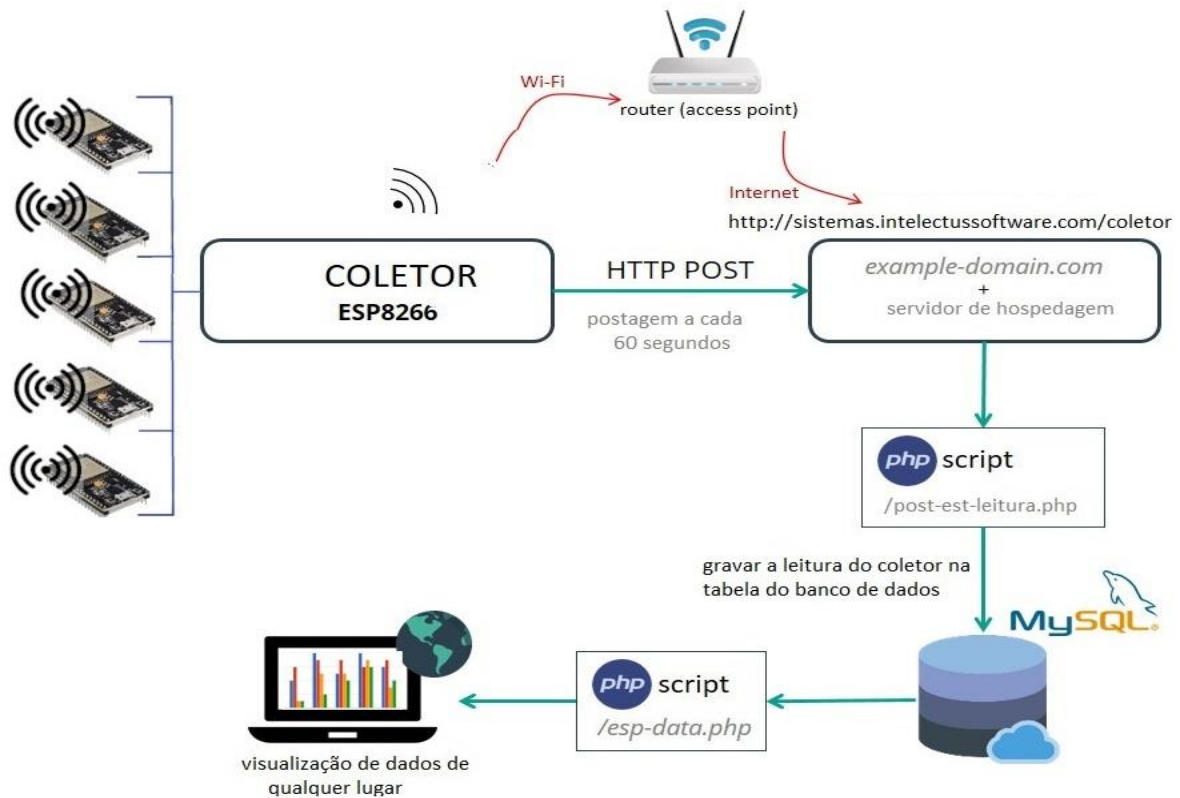 Wi-Fi
router (access point)
Internet
http://sistemas.intelectussoftware.com/coletor
COLETOR
ESP8266
HTTP POST
postagem a cada
60 segundos
example-domain.com
+
servidor de hospedagem
php script
/post-est-leitura.php
gravar a leitura do coletor na
tabela do banco de dados
MySQL®
php script
/esp-data.php
visualização de dados de
qualquer lugar